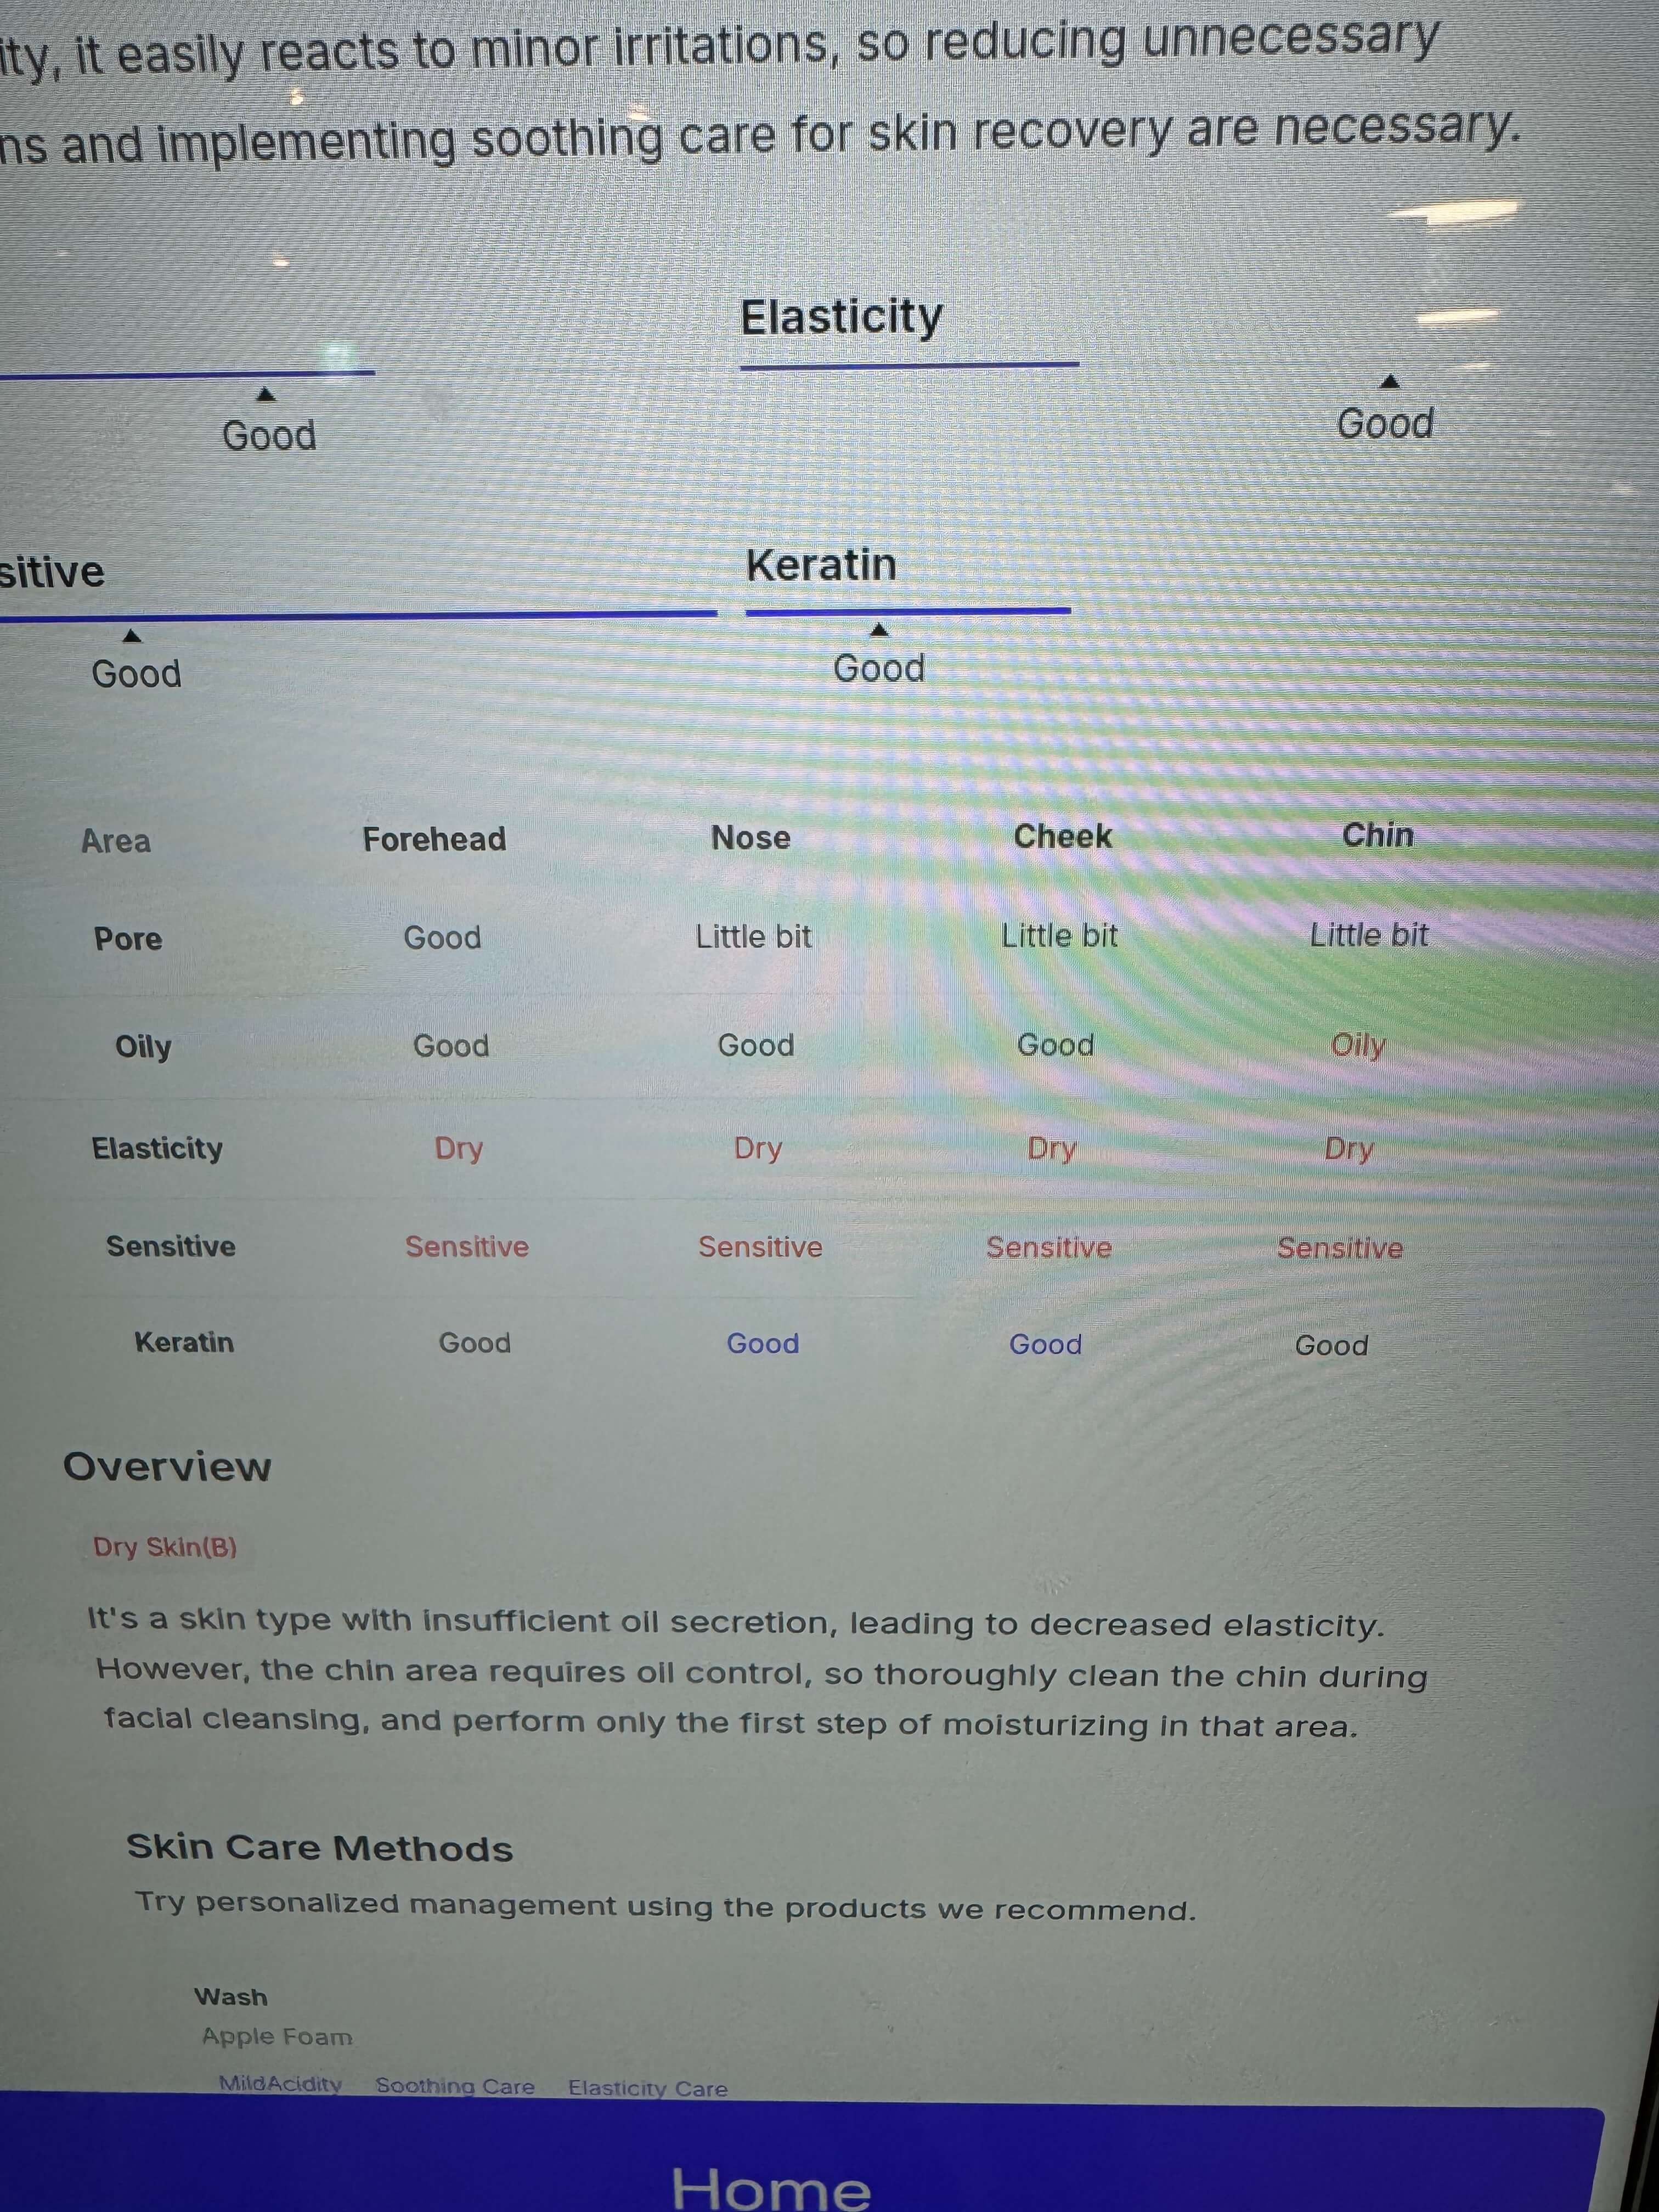 ity, it easily reacts to minor irritations, so reducing unnecessary
ns and implementing soothing care for skin recovery are necessary.
Elasticity
Good Good
sitive Keratin
Good Good
Area Forehead Nose Cheek Chin
Pore Good Little bit Little bit Little bit
Oily Good Good Good Oily
Elasticity Dry Dry Dry Dry
Sensitive Sensitive Sensitive Sensitive Sensitive
Keratin Good Good Good Good
Overview
Dry Skin(B)
It's a skin type with insufficient oil secretion, leading to decreased elasticity.
However, the chin area requires oil control, so thoroughly clean the chin during
facial cleansing, and perform only the first step of moisturizing in that area.
Skin Care Methods
Try personalized management using the products we recommend.
Wash
Apple Foam
MildAcidity Soothing Care Elasticity Care
Home